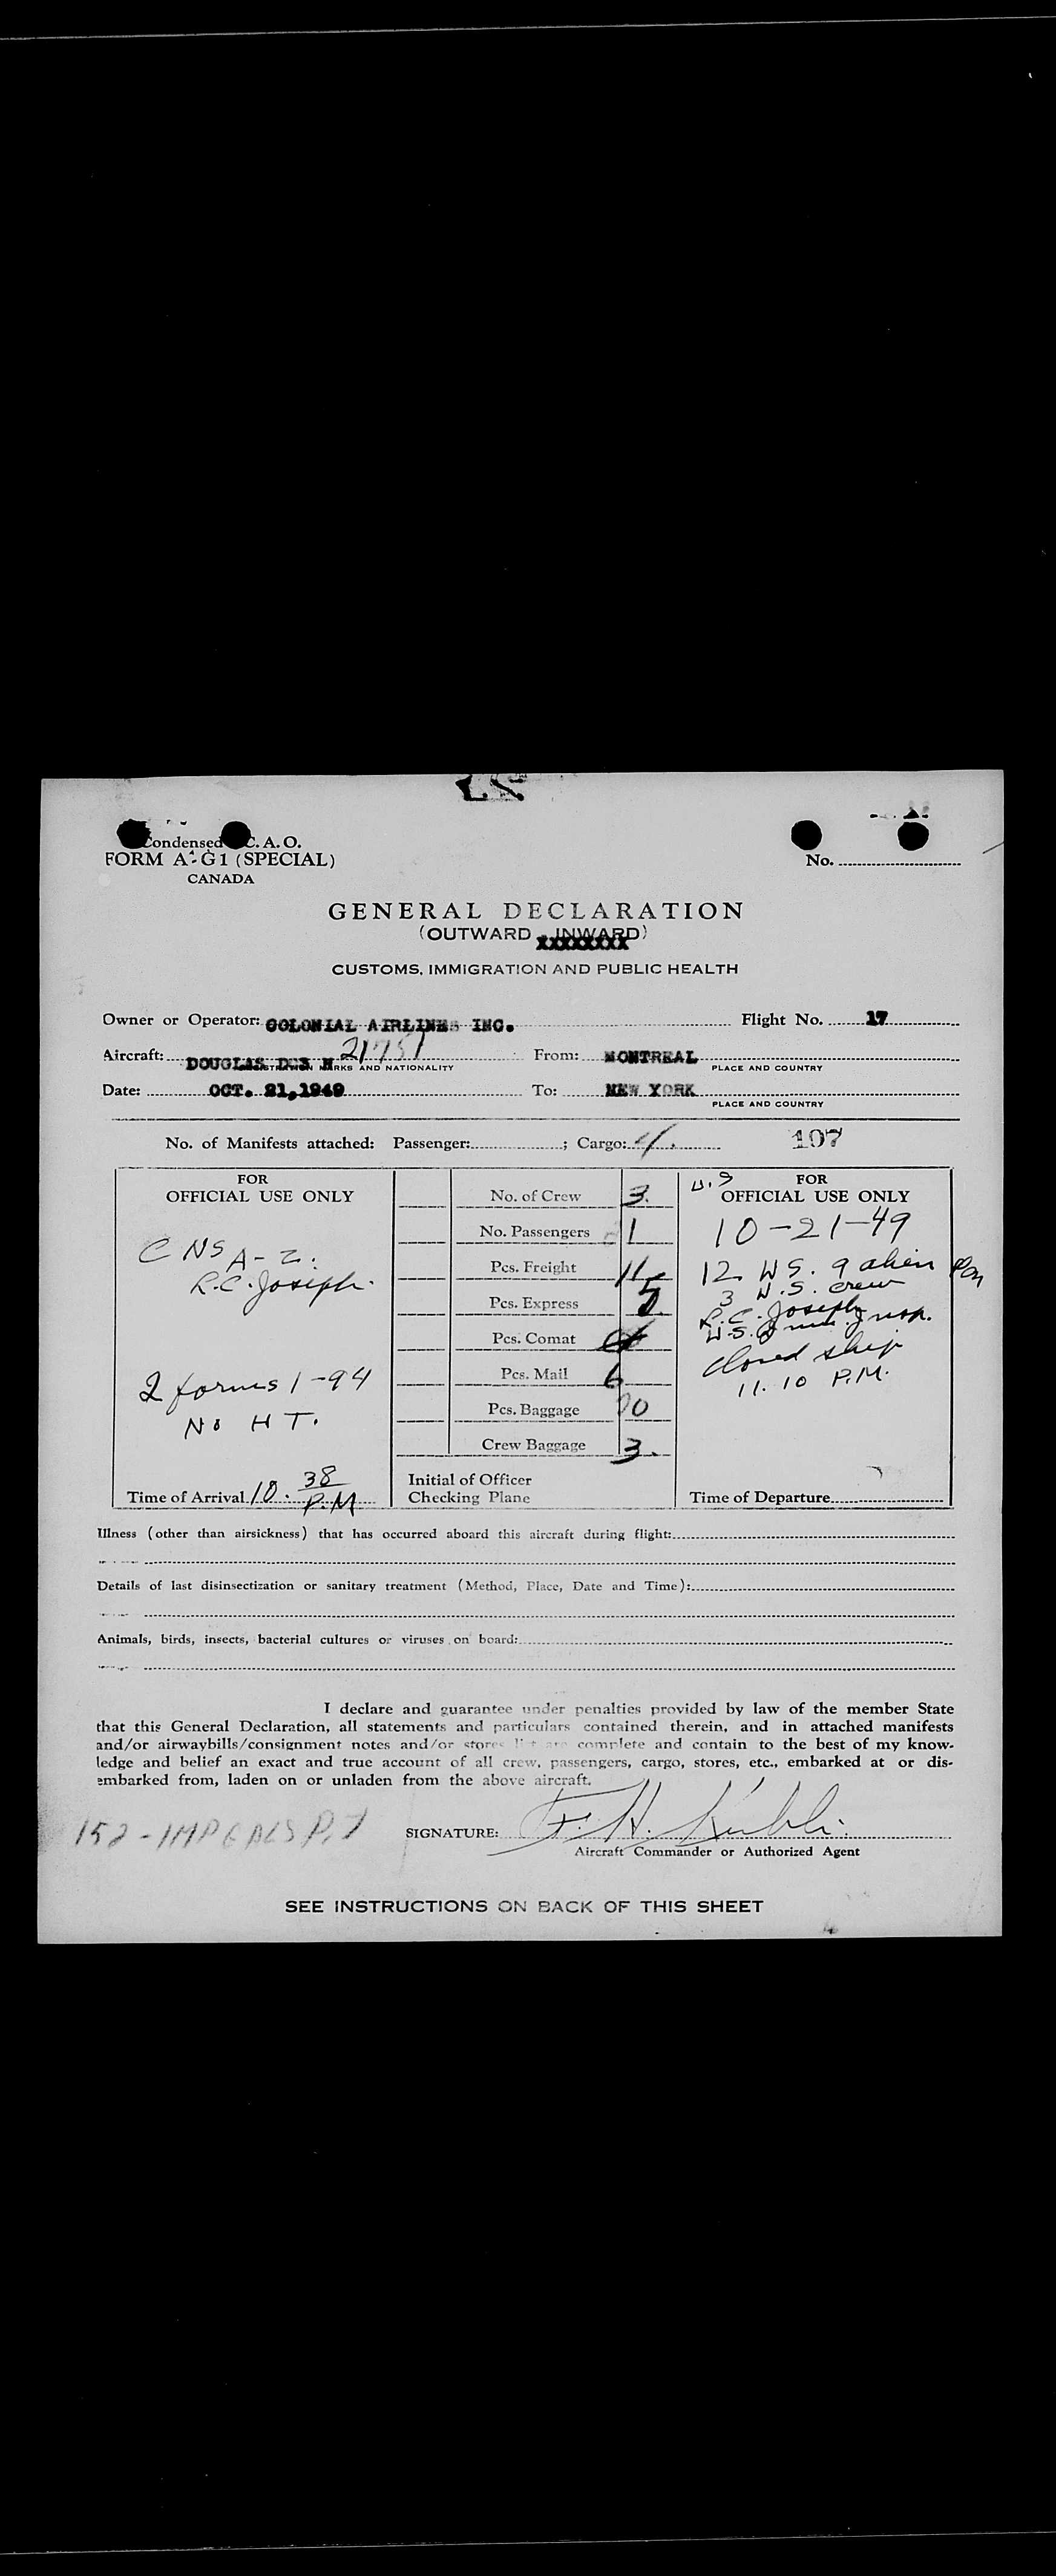 Condensed C. A. O.
FORM A-G1 (SPECIAL)
CANADA
No.
GENERAL DECLARATION
(OUTWARD - INWARD)
CUSTOMS, IMMIGRATION AND PUBLIC HEALTH
Owner or Operator: COLONIAL AIRLINES INC. Flight No. 17
Aircraft: DOUGLAS DC3 N 21751 From: MONTREAL
MARKS AND NATIONALITY PLACE AND COUNTRY
Date: OCT. 21,1949 To: NEW YORK
PLACE AND COUNTRY
No. of Manifests attached: Passenger: ; Cargo: 107
FOR
OFFICIAL USE ONLY
C NS A-2.
R.C. Joseph.
2 forms 1-94
No H T.
Time of Arrival 10. 38 P.M
No. of Crew 3.
No. Passengers 1
Pcs. Freight 11
Pcs. Express 5
Pcs. Comat
Pcs. Mail 6
Pcs. Baggage 0
Crew Baggage 3.
Initial of Officer
Checking Plane
U.S FOR
OFFICIAL USE ONLY
10-21-49
12 U.S. 9 alien
3 U.S. crew
R.C. Joseph
U.S. Imm. Insp.
Closed ship
11.10 P.M.
Time of Departure
Illness (other than airsickness) that has occurred aboard this aircraft during flight:
Details of last disinsectization or sanitary treatment (Method, Place, Date and Time):
Animals, birds, insects, bacterial cultures or viruses on board:
I declare and guarantee under penalties provided by law of the member State
that this General Declaration, all statements and particulars contained therein, and in attached manifests
and/or airwaybills/consignment notes and/or stores list are complete and contain to the best of my know-
ledge and belief an exact and true account of all crew, passengers, cargo, stores, etc., embarked at or dis-
embarked from, laden on or unladen from the above aircraft.
SIGNATURE: F. H.
Aircraft Commander or Authorized Agent
SEE INSTRUCTIONS ON BACK OF THIS SHEET